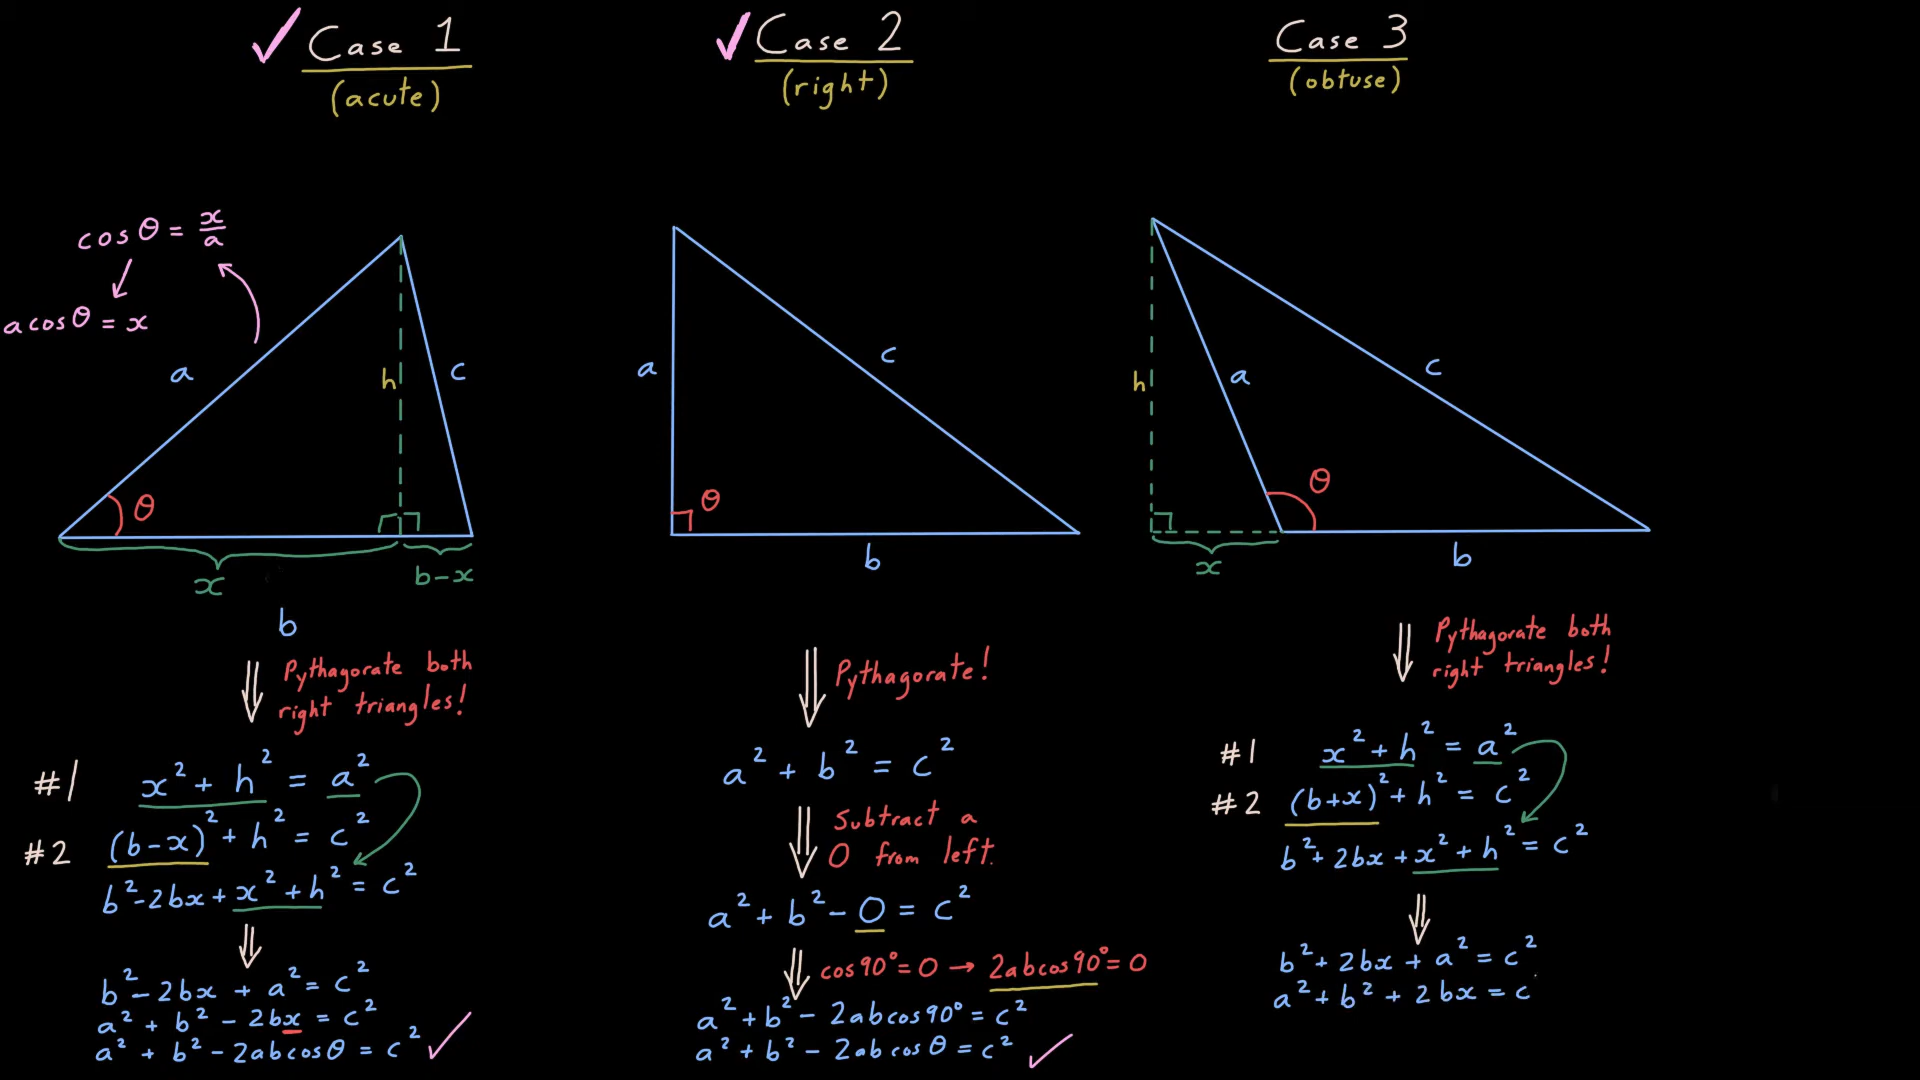 ✓ Case 1
(acute)
cos θ = x/a
a cos θ = x
a
h
c
θ
x
b-x
b
Pythagorate both
right triangles!
#1 x² + h² = a²
#2 (b-x)² + h² = c²
b² - 2bx + x² + h² = c²
b² - 2bx + a² = c²
a² + b² - 2bx = c²
a² + b² - 2ab cos θ = c² ✓
✓ Case 2
(right)
a
c
θ
b
Pythagorate!
a² + b² = c²
Subtract a
0 from left.
a² + b² - 0 = c²
cos 90° = 0 → 2ab cos 90° = 0
a² + b² - 2ab cos 90° = c²
a² + b² - 2ab cos θ = c² ✓
Case 3
(obtuse)
h
a
c
θ
x
b
Pythagorate both
right triangles!
#1 x² + h² = a²
#2 (b+x)² + h² = c²
b² + 2bx + x² + h² = c²
b² + 2bx + a² = c²
a² + b² + 2bx = c